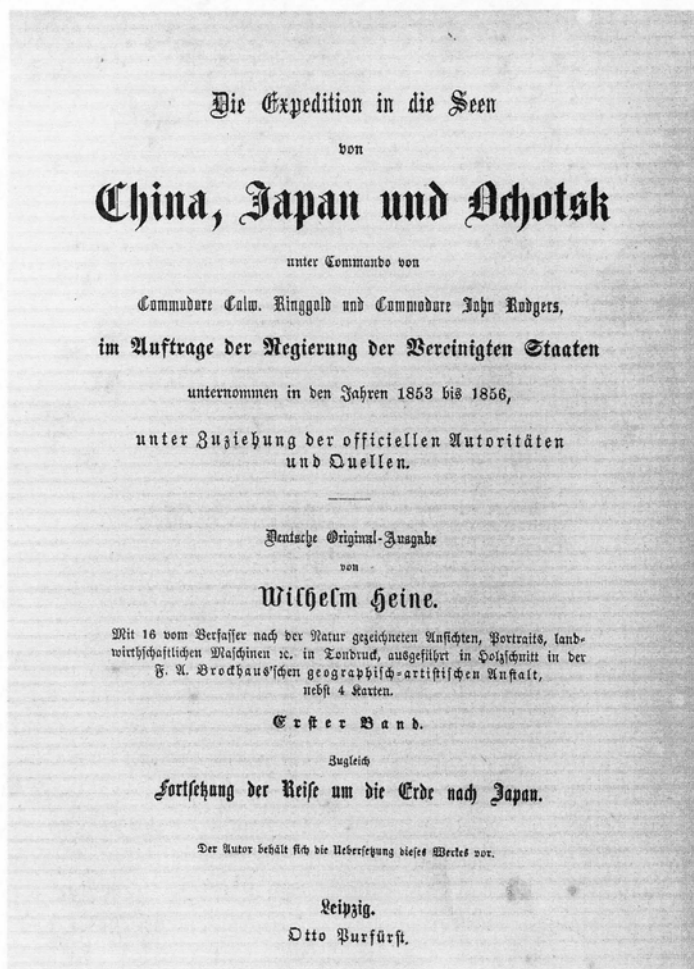 Die Expedition in die Seen
von
China, Japan und Ochotsk
unter Commando von
Commodore Colw. Ringgold und Commodore John Rodgers,
im Auftrage der Regierung der Vereinigten Staaten
unternommen in den Jahren 1853 bis 1856,
unter Zuziehung der officiellen Autoritäten
und Quellen.
Deutsche Original-Ausgabe
von
Wilhelm Heine.
Mit 16 vom Verfasser nach der Natur gezeichneten Ansichten, Portraits, land-
wirthschaftlichen Maschinen ꝛc. in Tondruck, ausgeführt in Holzschnitt in der
F. A. Brockhaus'schen geographisch-artistischen Anstalt,
nebst 4 Karten.
Erster Band.
Zugleich
Fortsetzung der Reise um die Erde nach Japan.
Der Autor behält sich die Uebersetzung dieses Werkes vor.
Leipzig.
Otto Purfürst.